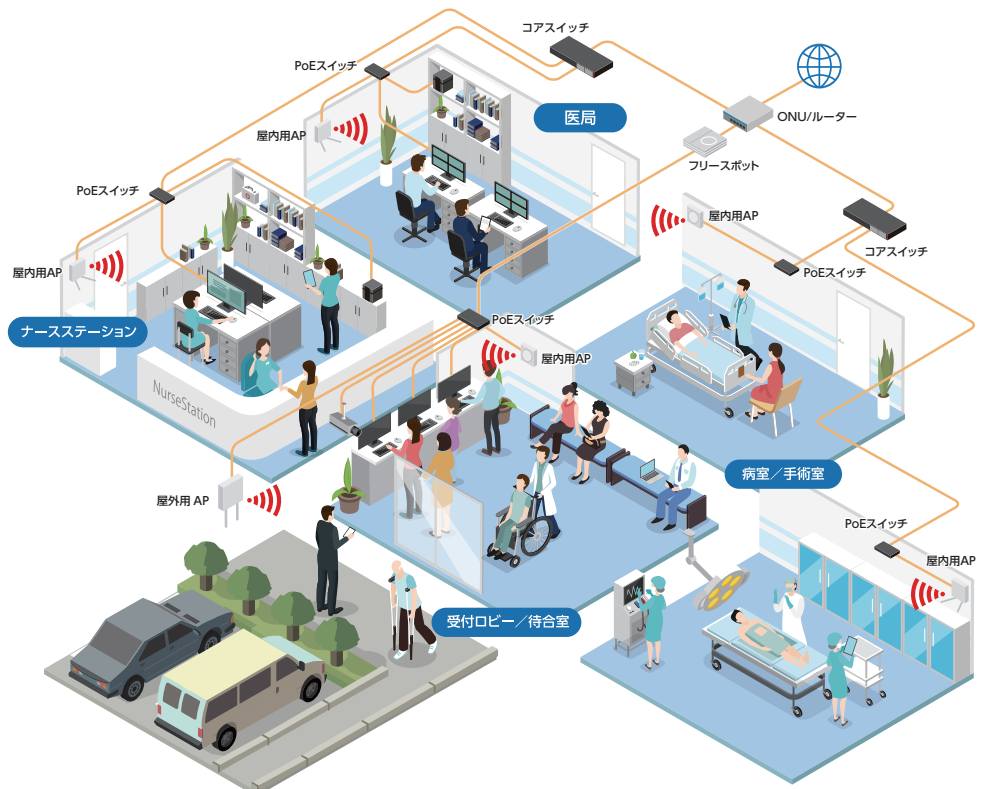 コアスイッチ
PoEスイッチ
医局
ONU/ルーター
屋内用AP
フリースポット
PoEスイッチ
屋内用AP
コアスイッチ
屋内用AP
PoEスイッチ
ナースステーション
PoEスイッチ
屋内用AP
NurseStation
病室／手術室
屋外用 AP
PoEスイッチ
屋内用AP
受付ロビー／待合室